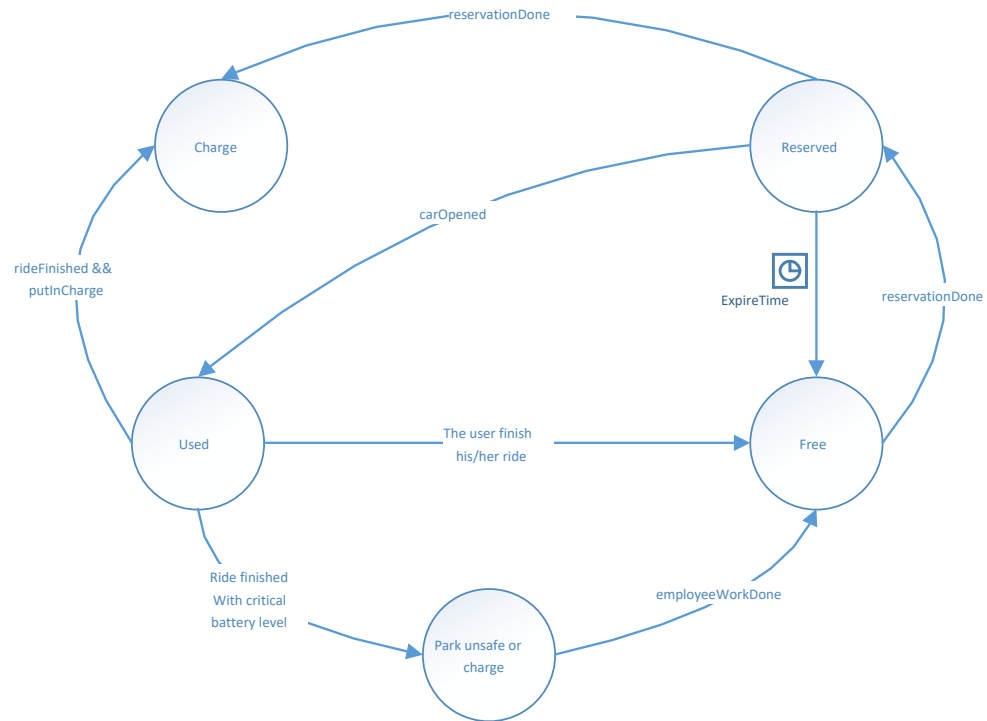 reservationDone
Charge
Reserved
carOpened
rideFinished &&
putInCharge
ExpireTime
reservationDone
Used
The user finish
his/her ride
Free
Ride finished
With critical
battery level
employeeWorkDone
Park unsafe or
charge